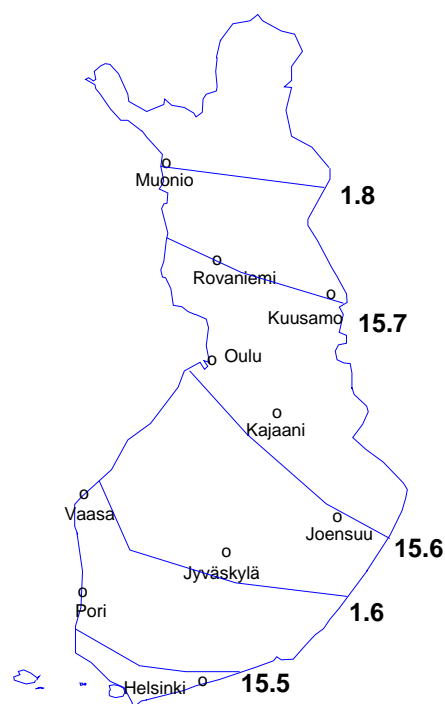 Muonio
1.8
Rovaniemi
Kuusamo
15.7
Oulu
Kajaani
Vaasa
Joensuu
15.6
Jyväskylä
1.6
Pori
Helsinki
15.5